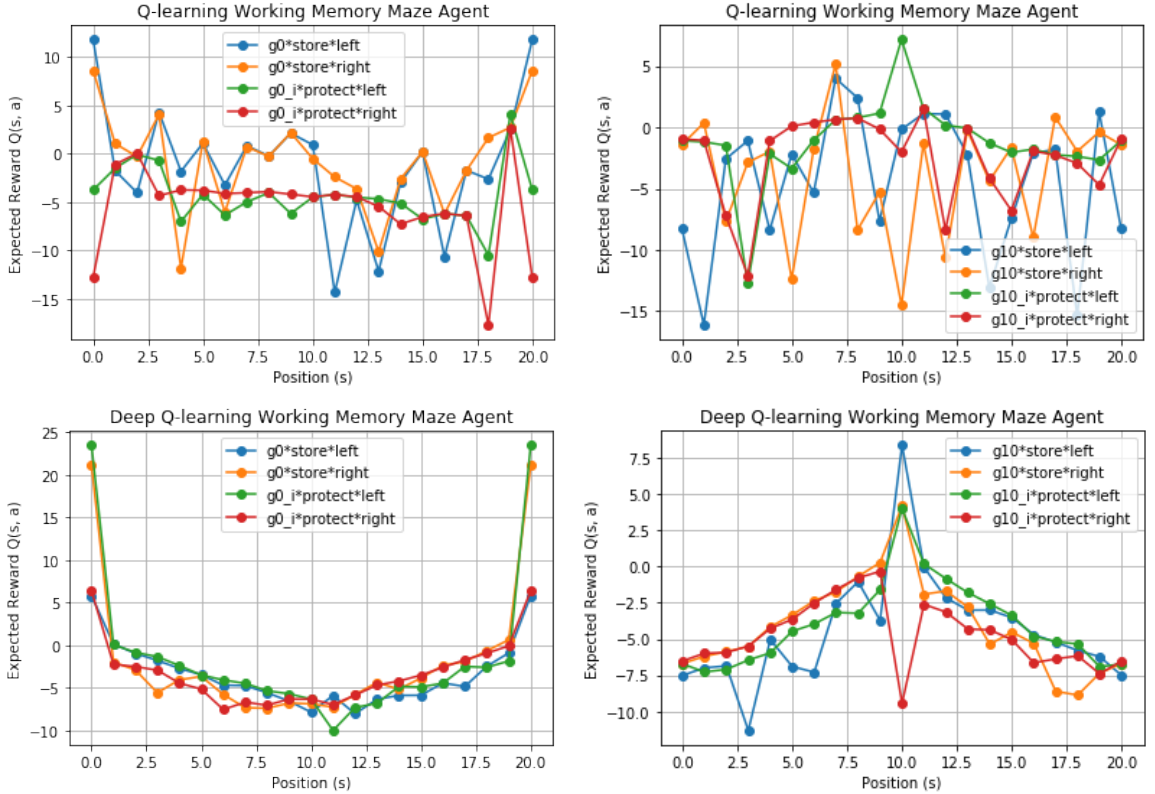 Q-learning Working Memory Maze Agent
Expected Reward Q(s, a)
10
5
0
−5
−10
−15
g0*store*left
g0*store*right
g0_i*protect*left
g0_i*protect*right
0.0 2.5 5.0 7.5 10.0 12.5 15.0 17.5 20.0
Position (s)
Q-learning Working Memory Maze Agent
Expected Reward Q(s, a)
5
0
−5
−10
−15
g10*store*left
g10*store*right
g10_i*protect*left
g10_i*protect*right
0.0 2.5 5.0 7.5 10.0 12.5 15.0 17.5 20.0
Position (s)
Deep Q-learning Working Memory Maze Agent
Expected Reward Q(s, a)
25
20
15
10
5
0
−5
−10
g0*store*left
g0*store*right
g0_i*protect*left
g0_i*protect*right
0.0 2.5 5.0 7.5 10.0 12.5 15.0 17.5 20.0
Position (s)
Deep Q-learning Working Memory Maze Agent
Expected Reward Q(s, a)
7.5
5.0
2.5
0.0
−2.5
−5.0
−7.5
−10.0
g10*store*left
g10*store*right
g10_i*protect*left
g10_i*protect*right
0.0 2.5 5.0 7.5 10.0 12.5 15.0 17.5 20.0
Position (s)